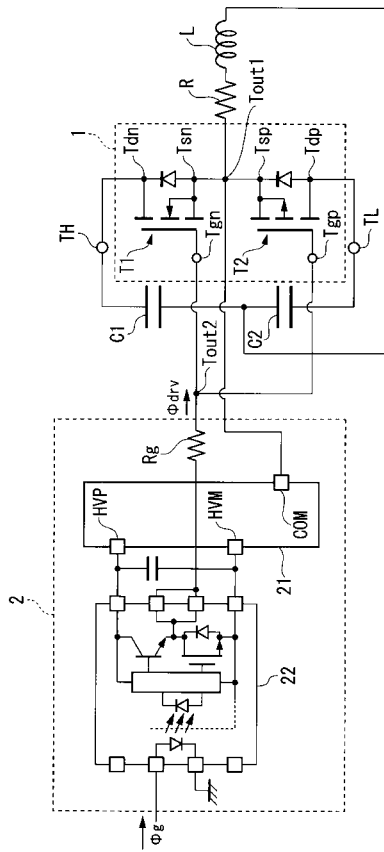 2
Φg
22
21
HVP
HVM
COM
Rg
Φdrv
Tout2
C1
C2
TH
TL
1
T1
T2
Tdn
Tsn
Tgn
Tsp
Tdp
Tgp
Tout1
R
L